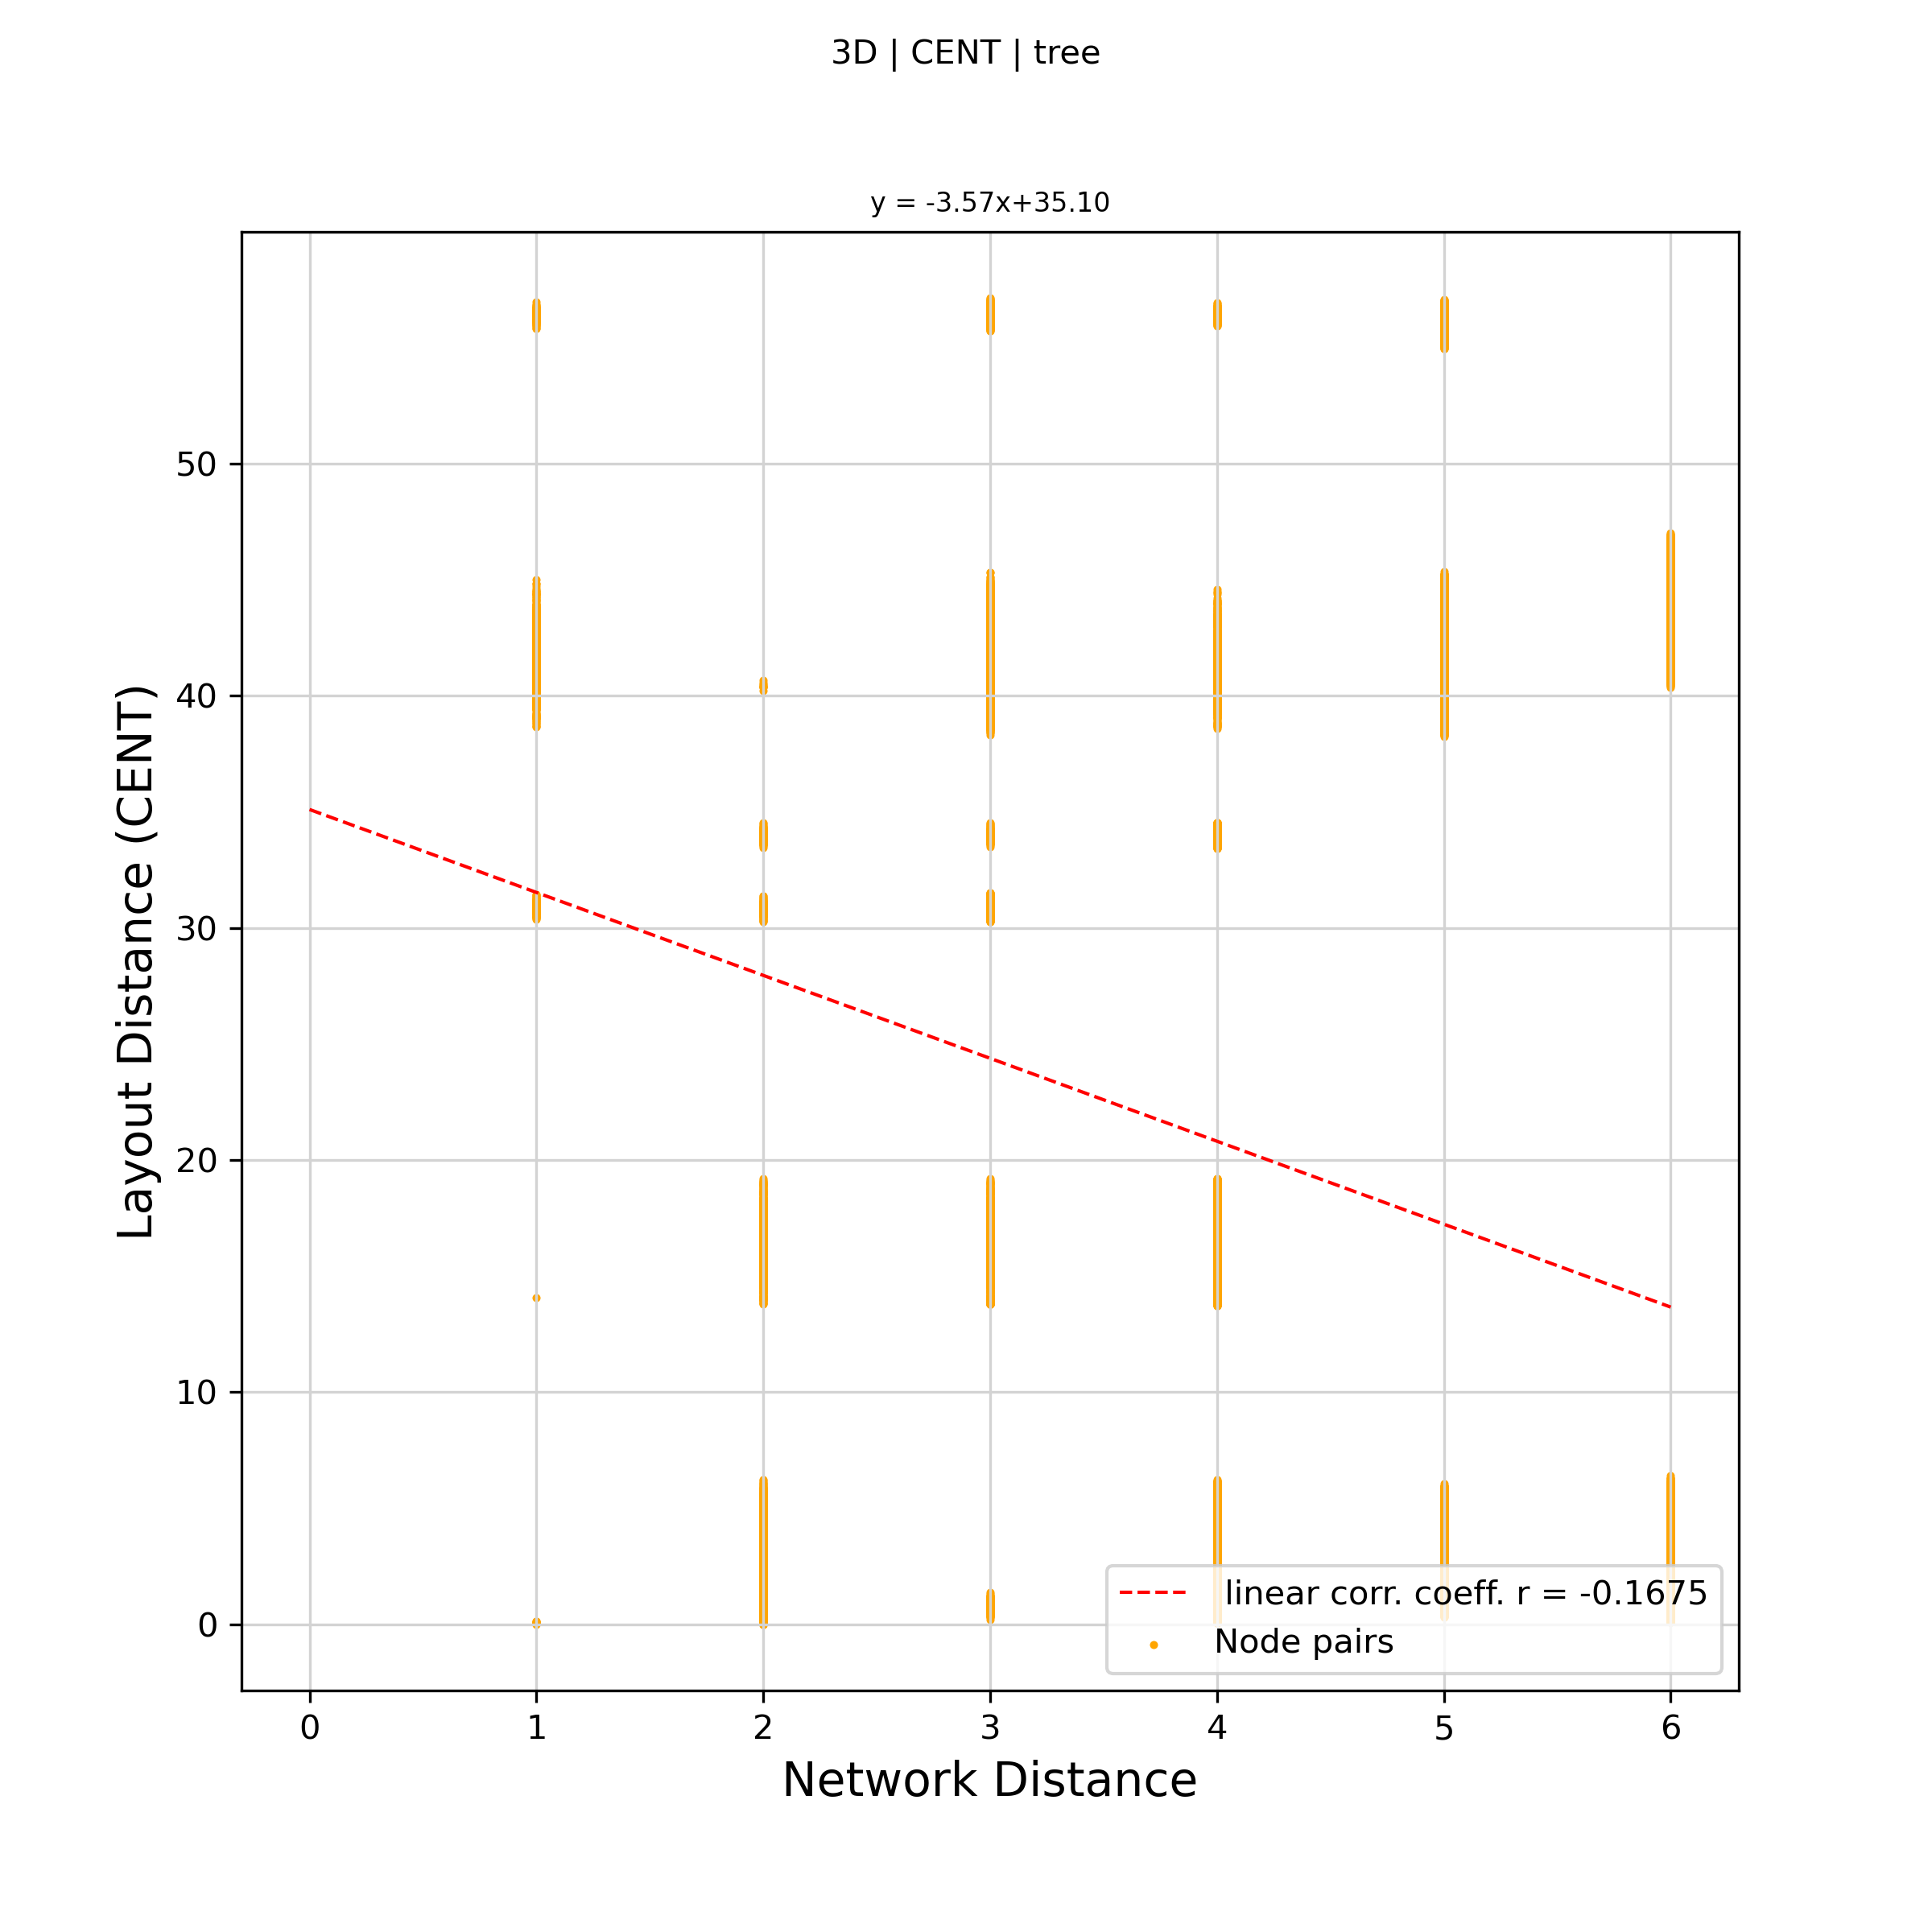 3D | CENT | tree
y = -3.57x+35.10
Layout Distance (CENT)
50
40
30
20
10
0
linear corr. coeff. r = -0.1675
Node pairs
0 1 2 3 4 5 6
Network Distance